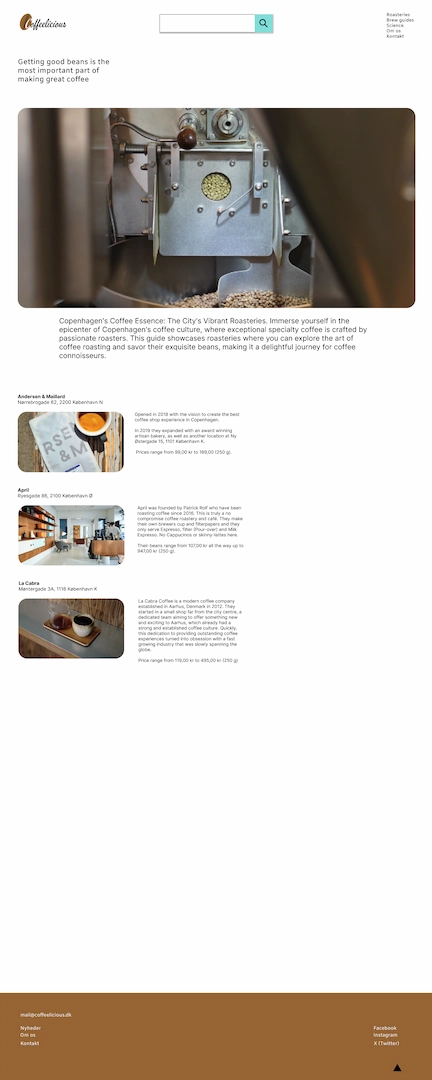 Coffeelicious
Roasteries
Brew guides
Science
Om os
Kontakt
Getting good beans is the
most important part of
making great coffee
Copenhagen's Coffee Essence: The City's Vibrant Roasteries. Immerse yourself in the
epicenter of Copenhagen's coffee culture, where exceptional specialty coffee is crafted by
passionate roasters. This guide showcases roasteries where you can explore the art of
coffee roasting and savor their exquisite beans, making it a delightful journey for coffee
connoisseurs.
Andersen & Maillard
Nørrebrogade 62, 2200 København N
Opened in 2018 with the vision to create the best
coffee shop experience in Copenhagen.
In 2019 they expanded with an award winning
artisan bakery, as well as another location at Ny
Østergade 15, 1101 København K.
Prices range from 99,00 kr to 199,00 (250 g).
April
Ryesgade 86, 2100 København Ø
April was founded by Patrick Rolf who have been
roasting coffee since 2016. This is truly a no
compromise coffee roastery and café. They make
their own brewers cup and filterpapers and they
only serve Espresso, filter (Pour-over) and Milk
Espresso. No Cappucinos or skinny lattes here.
Their beans range from 107,00 kr all the way up to
947,00 kr (250 g).
La Cabra
Møntergade 3A, 1116 København K
La Cabra Coffee is a modern coffee company
established in Aarhus, Denmark in 2012. They
started in a small shop far from the city centre, a
dedicated team aiming to offer something new
and exciting to Aarhus, which already had a
strong and established coffee culture. Quickly,
this dedication to providing outstanding coffee
experiences turned into obsession with a fast
growing industry that was slowly spanning the
globe.
Price range from 119,00 kr to 495,00 kr (250 g)
mail@coffeelicious.dk
Nyheder
Om os
Kontakt
Facebook
Instagram
X (Twitter)